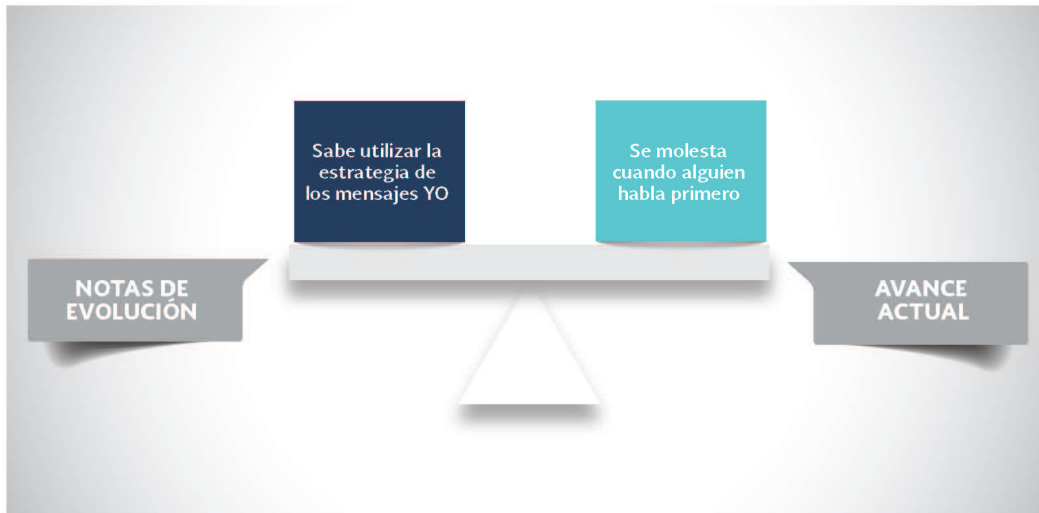 Sabe utilizar la
estrategia de
los mensajes YO
Se molesta
cuando alguien
habla primero
NOTAS DE
EVOLUCIÓN
AVANCE
ACTUAL